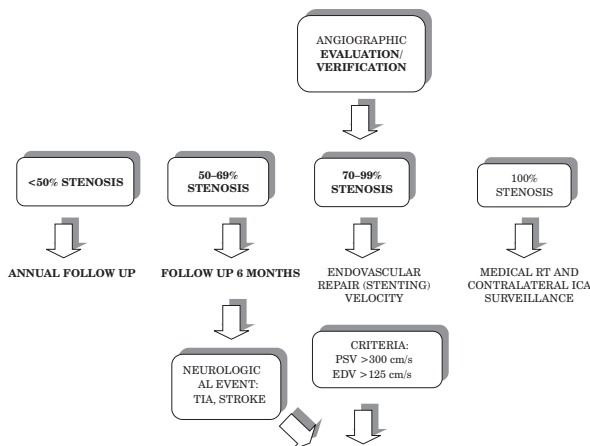 ANGIOGRAPHIC
EVALUATION/
VERIFICATION
<50% STENOSIS
50–69%
STENOSIS
70–99%
STENOSIS
100%
STENOSIS
ANNUAL FOLLOW UP
FOLLOW UP 6 MONTHS
ENDOVASCULAR
REPAIR (STENTING)
VELOCITY
MEDICAL RT AND
CONTRALATERAL ICA
SURVEILLANCE
NEUROLOGIC
AL EVENT:
TIA, STROKE
CRITERIA:
PSV >300 cm/s
EDV >125 cm/s